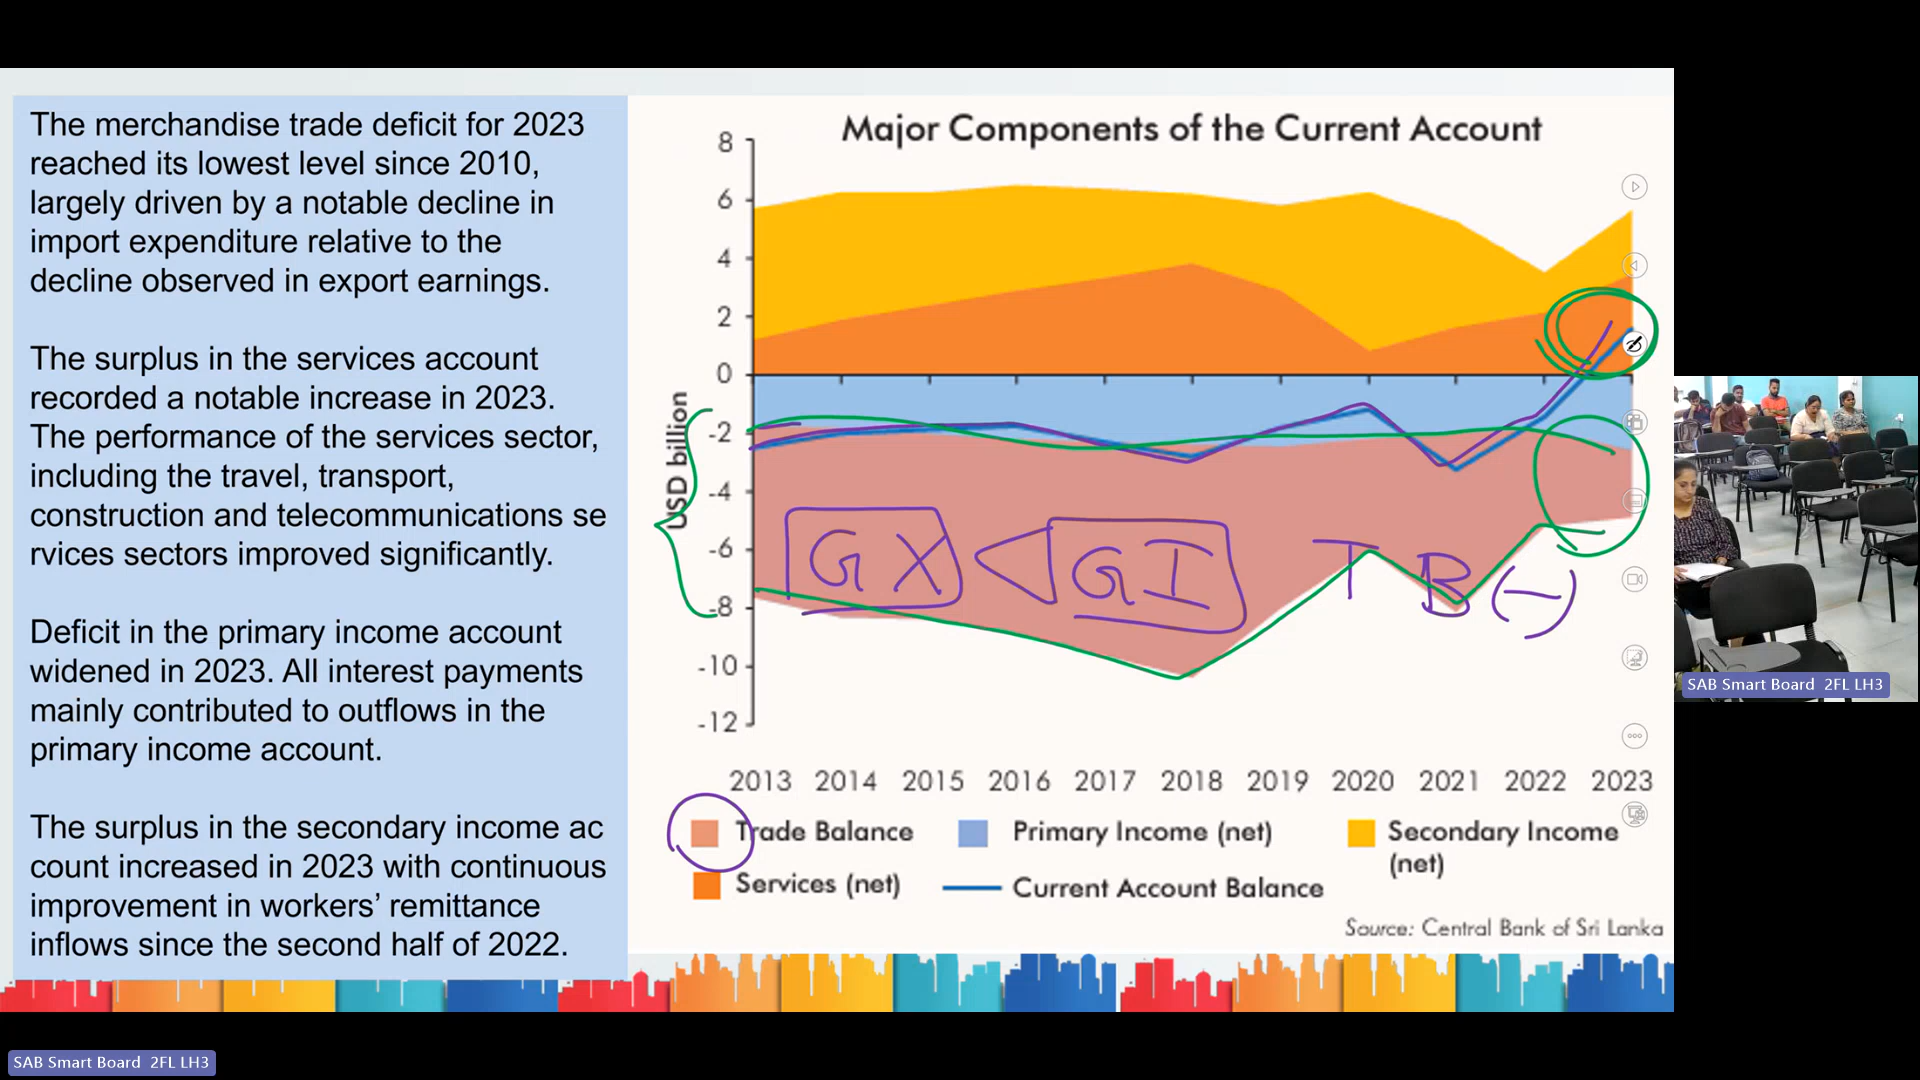 The merchandise trade deficit for 2023
reached its lowest level since 2010,
largely driven by a notable decline in
import expenditure relative to the
decline observed in export earnings.
The surplus in the services account
recorded a notable increase in 2023.
The performance of the services sector,
including the travel, transport,
construction and telecommunications se
rvices sectors improved significantly.
Deficit in the primary income account
widened in 2023. All interest payments
mainly contributed to outflows in the
primary income account.
The surplus in the secondary income ac
count increased in 2023 with continuous
improvement in workers’ remittance
inflows since the second half of 2022.
Major Components of the Current Account
USD billion
8
6
4
2
0
-2
-4
-6
-8
-10
-12
GX < GI TB (-)
2013 2014 2015 2016 2017 2018 2019 2020 2021 2022 2023
Trade Balance Primary Income (net) Secondary Income
(net)
Services (net) Current Account Balance
Source: Central Bank of Sri Lanka
SAB Smart Board 2FL LH3
SAB Smart Board 2FL LH3